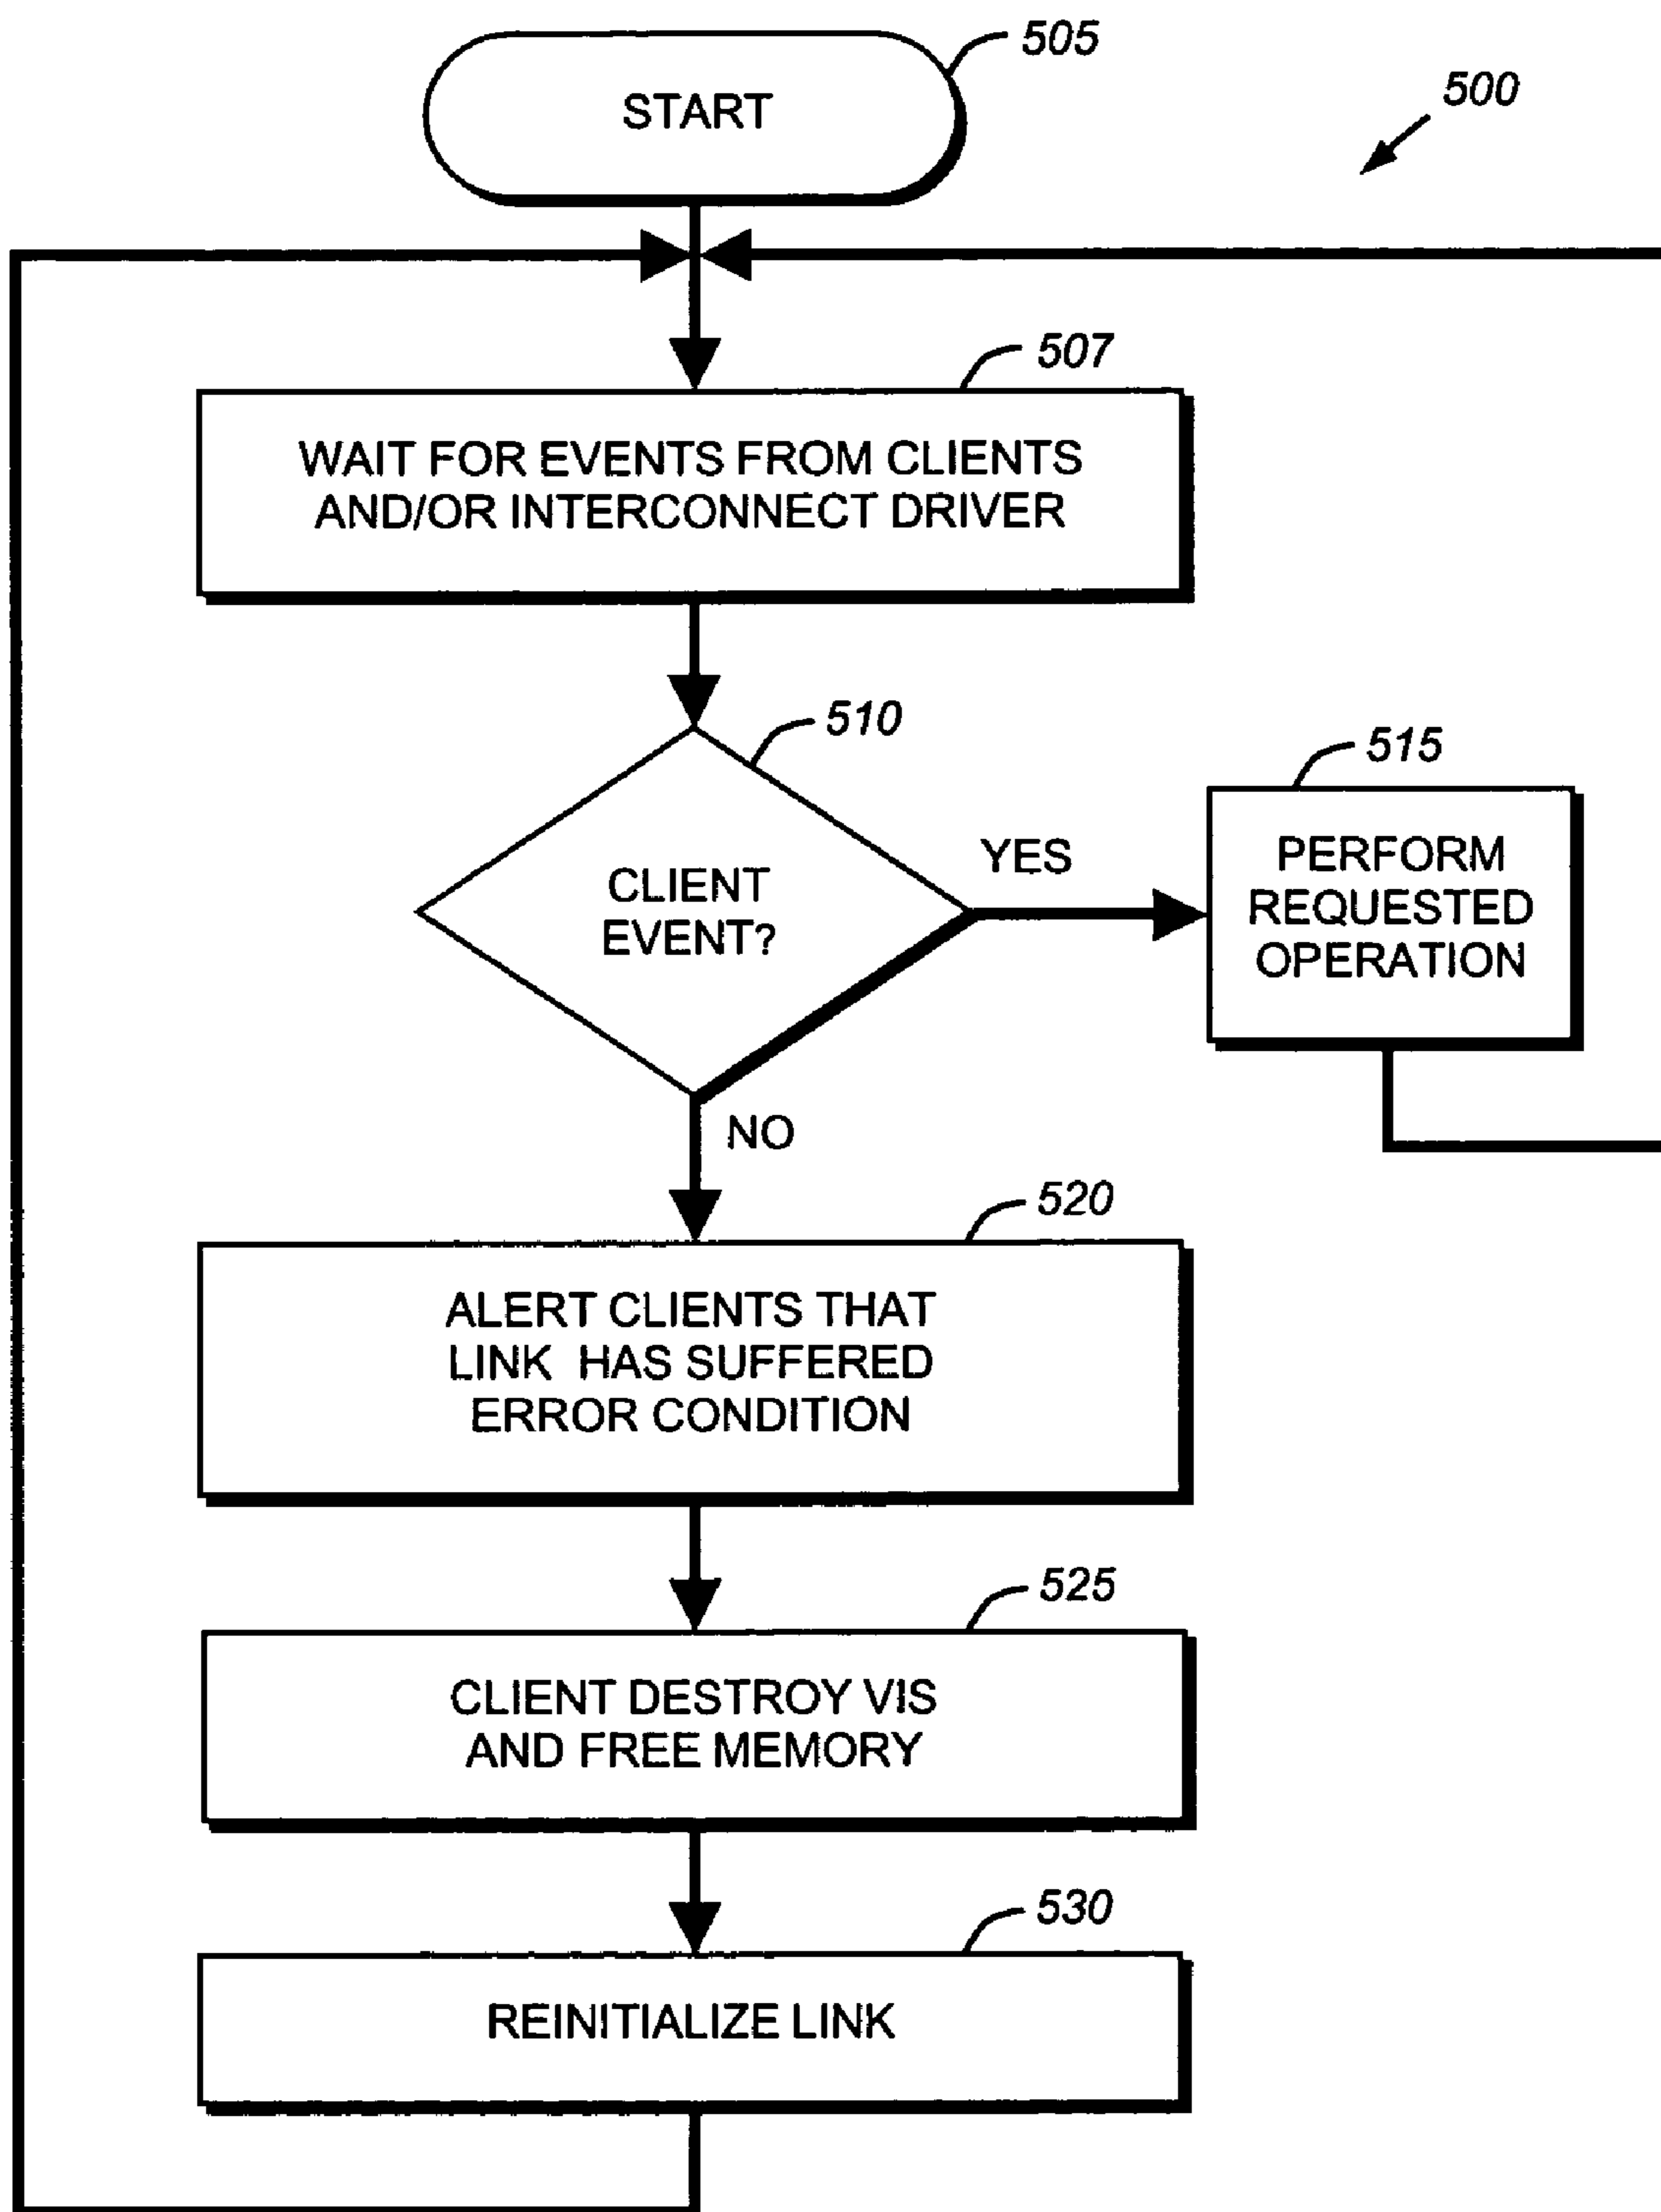 505
START
500
507
WAIT FOR EVENTS FROM CLIENTS
AND/OR INTERCONNECT DRIVER
510
CLIENT
EVENT?
YES
515
PERFORM
REQUESTED
OPERATION
NO
520
ALERT CLIENTS THAT
LINK HAS SUFFERED
ERROR CONDITION
525
CLIENT DESTROY VIS
AND FREE MEMORY
530
REINITIALIZE LINK